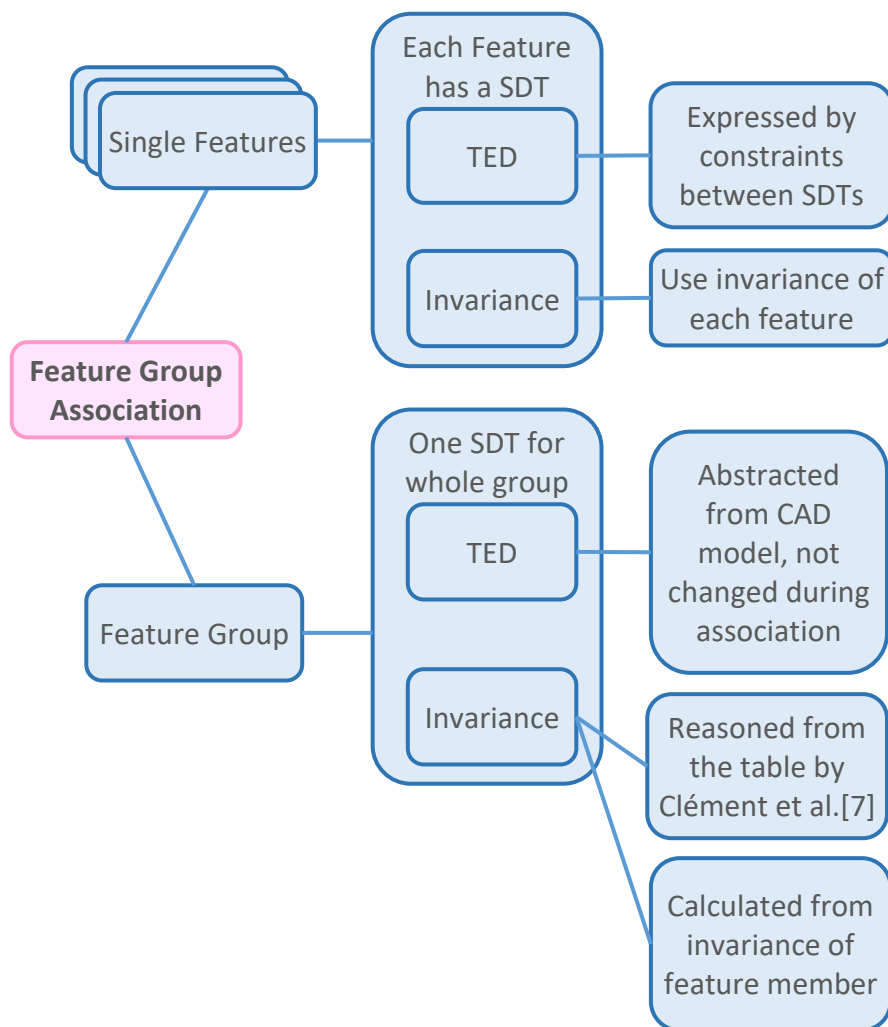 Each Feature
has a SDT
Single Features
TED
Expressed by
constraints
between SDTs
Invariance
Use invariance of
each feature
Feature Group
Association
One SDT for
whole group
TED
Abstracted
from CAD
model, not
changed during
association
Feature Group
Invariance
Reasoned from
the table by
Clément et al.[7]
Calculated from
invariance of
feature member